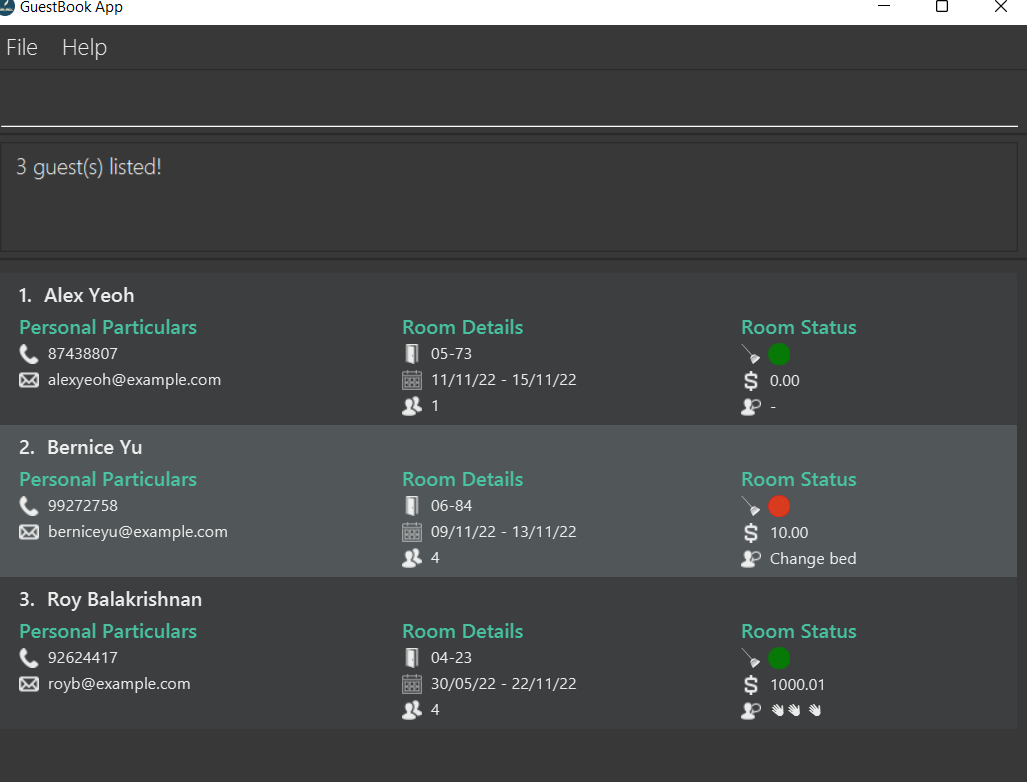 GuestBook App
File Help
3 guest(s) listed!
1. Alex Yeoh
Personal Particulars Room Details Room Status
87438807 05-73
alexyeoh@example.com 11/11/22 - 15/11/22 $ 0.00
1 -
2. Bernice Yu
Personal Particulars Room Details Room Status
99272758 06-84
berniceyu@example.com 09/11/22 - 13/11/22 $ 10.00
4 Change bed
3. Roy Balakrishnan
Personal Particulars Room Details Room Status
92624417 04-23
royb@example.com 30/05/22 - 22/11/22 $ 1000.01
4 👋👋 👋